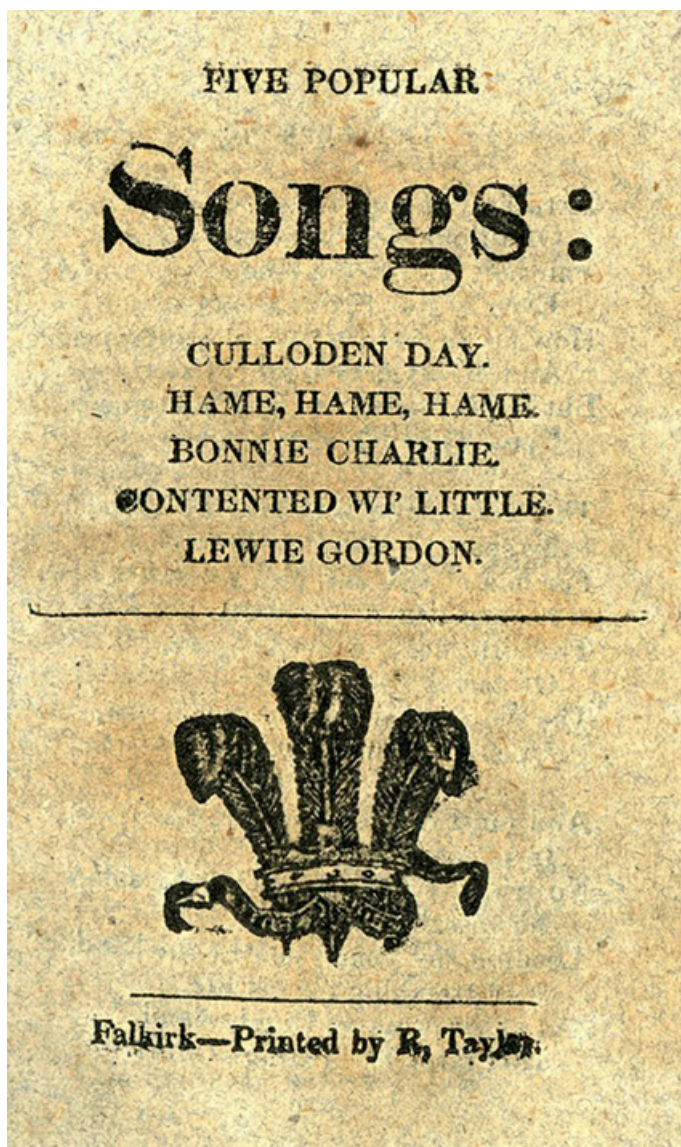 FIVE POPULAR
Songs:
CULLODEN DAY.
HAME, HAME, HAME.
BONNIE CHARLIE.
CONTENTED WI' LITTLE.
LEWIE GORDON.
Falkirk—Printed by R. Taylor.